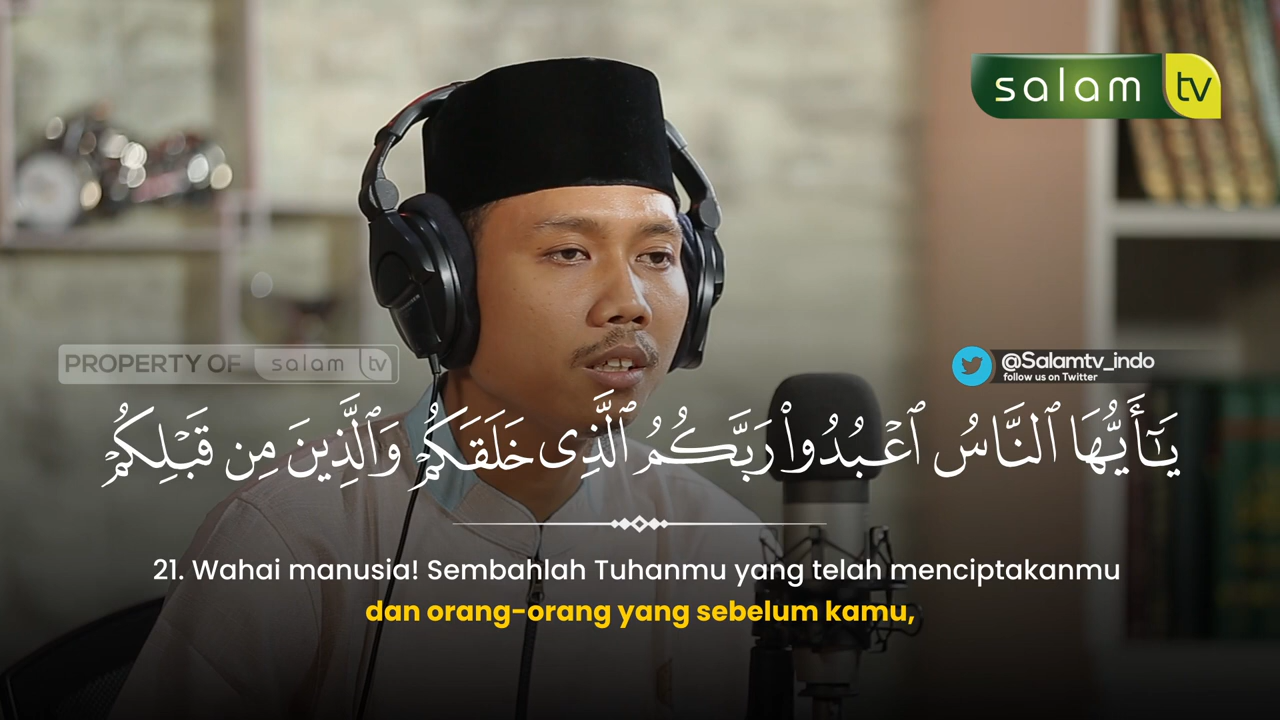 salam tv
PROPERTY OF salam tv
@Salamtv_indo
follow us on Twitter
يَـٰٓأَيُّهَا ٱلنَّاسُ ٱعْبُدُوا۟ رَبَّكُمُ ٱلَّذِى خَلَقَكُمْ وَٱلَّذِينَ مِن قَبْلِكُمْ
21. Wahai manusia! Sembahlah Tuhanmu yang telah menciptakanmu
dan orang-orang yang sebelum kamu,